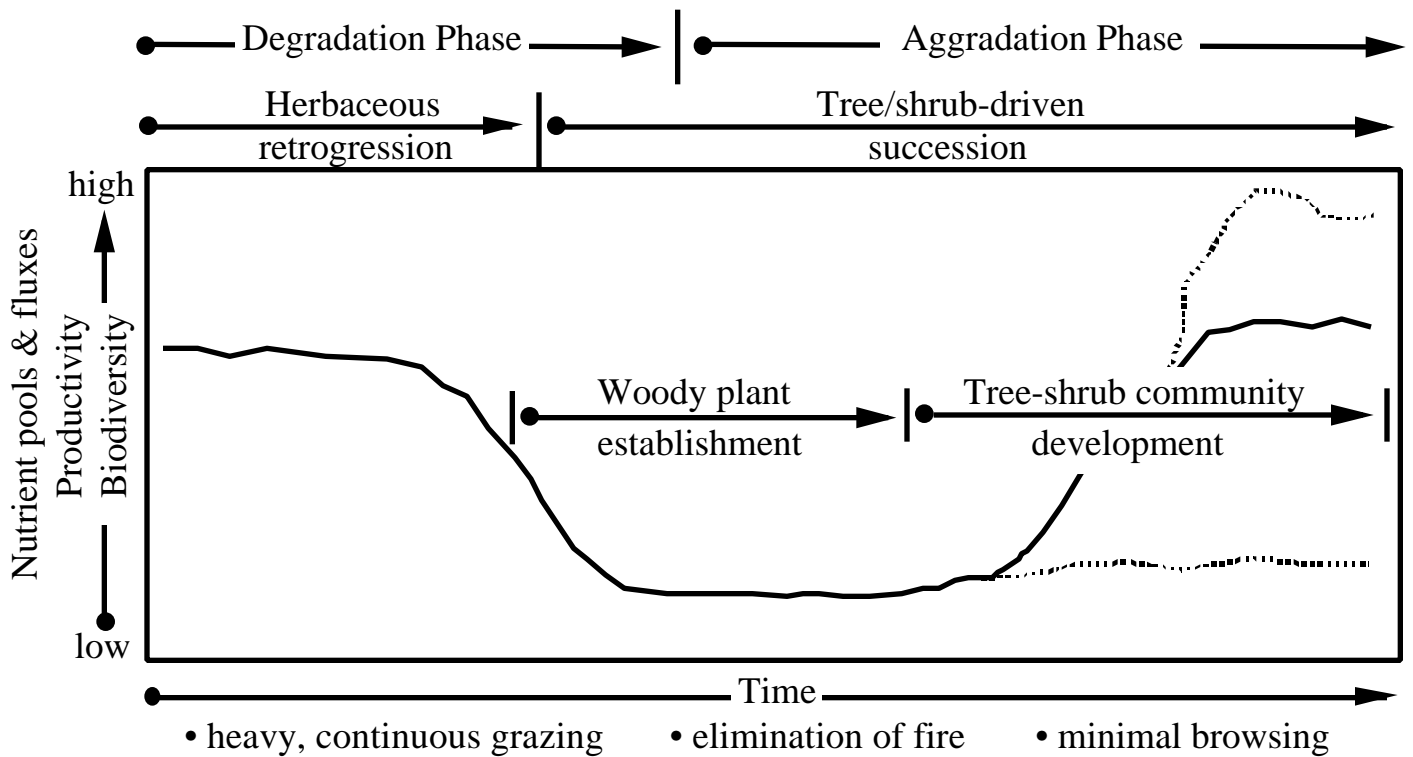 Degradation Phase
Aggradation Phase
Herbaceous
retrogression
Tree/shrub-driven
succession
high
Nutrient pools & fluxes
Productivity
Biodiversity
low
Woody plant
establishment
Tree-shrub community
development
Time
• heavy, continuous grazing
• elimination of fire
• minimal browsing